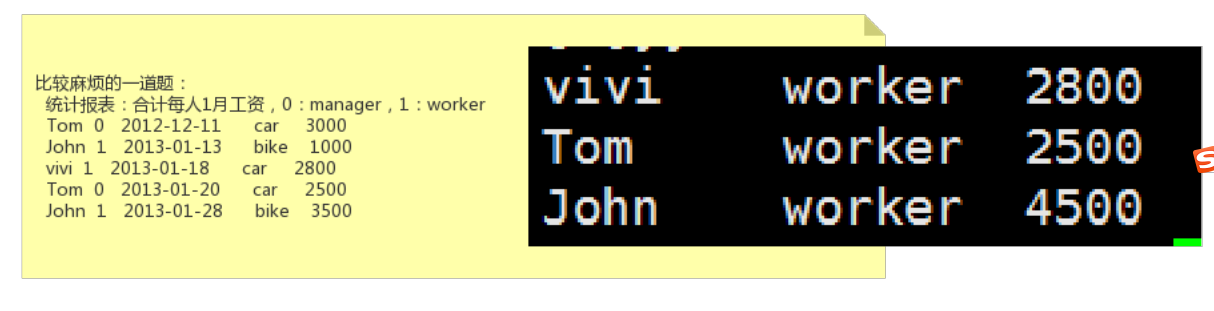 比较麻烦的一道题：
统计报表：合计每人1月工资，0：manager，1：worker
Tom 0 2012-12-11 car 3000
John 1 2013-01-13 bike 1000
vivi 1 2013-01-18 car 2800
Tom 0 2013-01-20 car 2500
John 1 2013-01-28 bike 3500
vivi worker 2800
Tom worker 2500
John worker 4500